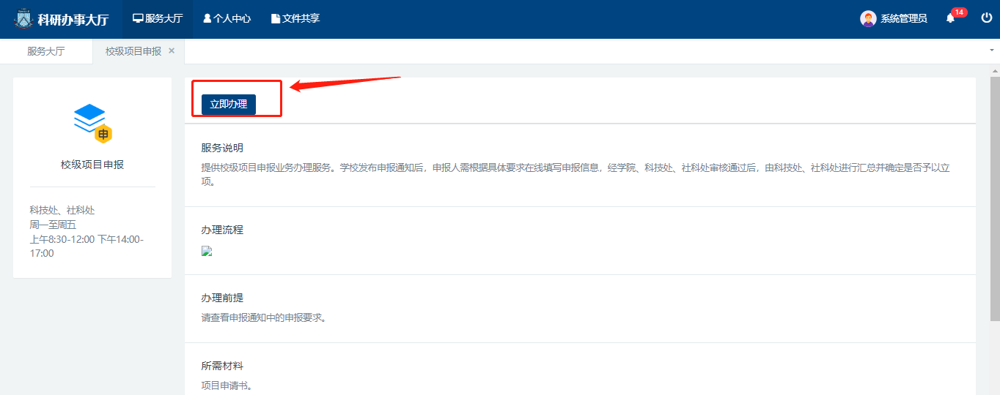 科研办事大厅
服务大厅
个人中心
文件共享
系统管理员
14
服务大厅
校级项目申报
申
校级项目申报
科技处、社科处
周一至周五
上午8:30-12:00 下午14:00-
17:00
立即办理
服务说明
提供校级项目申报业务办理服务。学校发布申报通知后，申报人需根据具体要求在线填写申报信息，经学院、科技处、社科处审核通过后，由科技处、社科处进行汇总并确定是否予以立
项。
办理流程
办理前提
请查看申报通知中的申报要求。
所需材料
项目申请书。